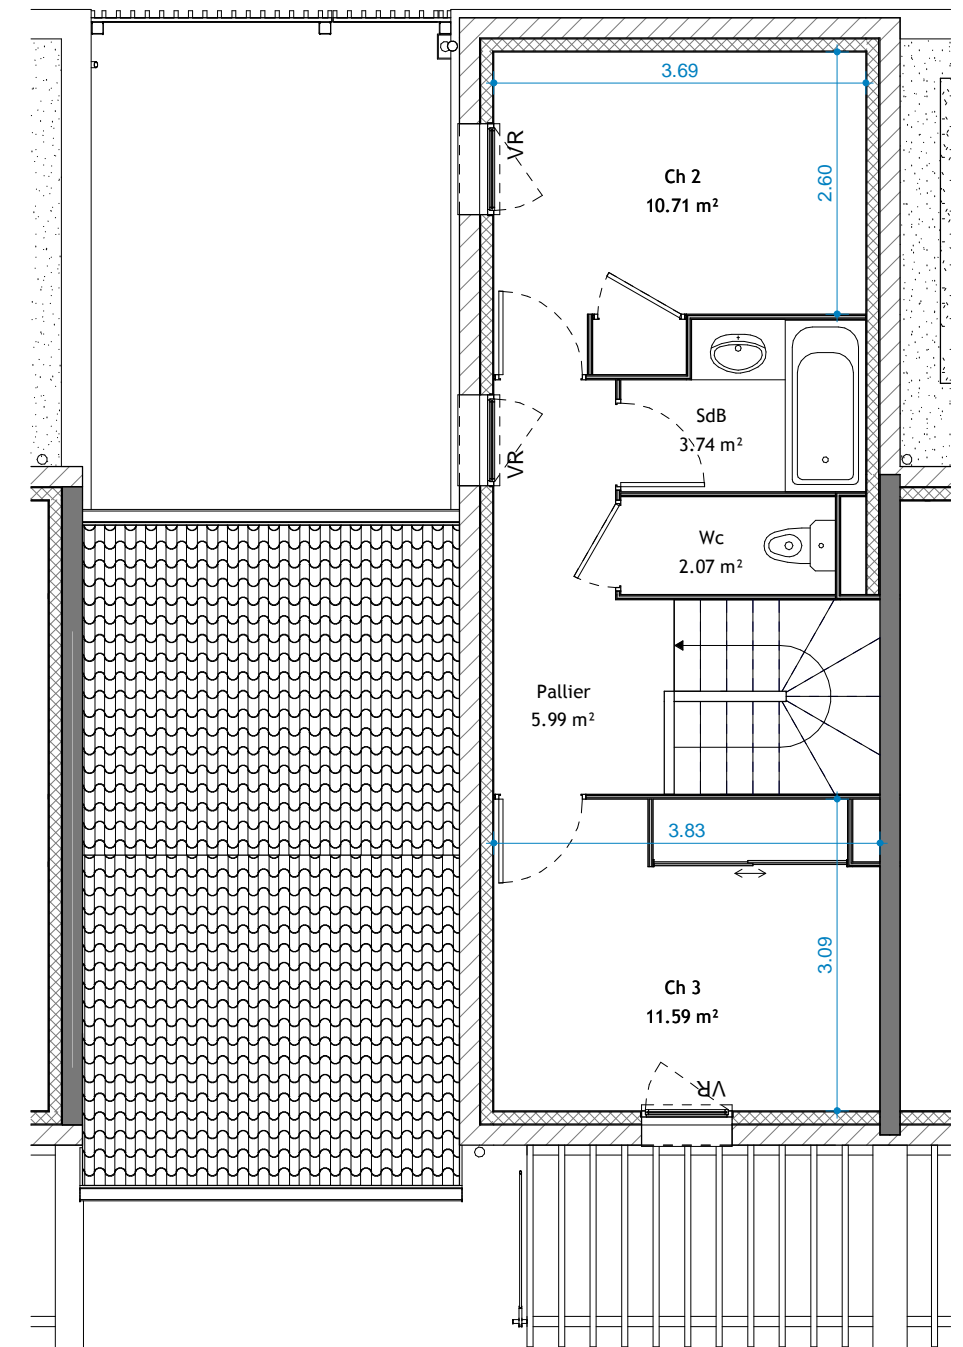 3.69
VR
Ch 2
10.71 m²
2.60
SdB
3.74 m²
VR
Wc
2.07 m²
Pallier
5.99 m²
3.83
3.09
Ch 3
11.59 m²
VR